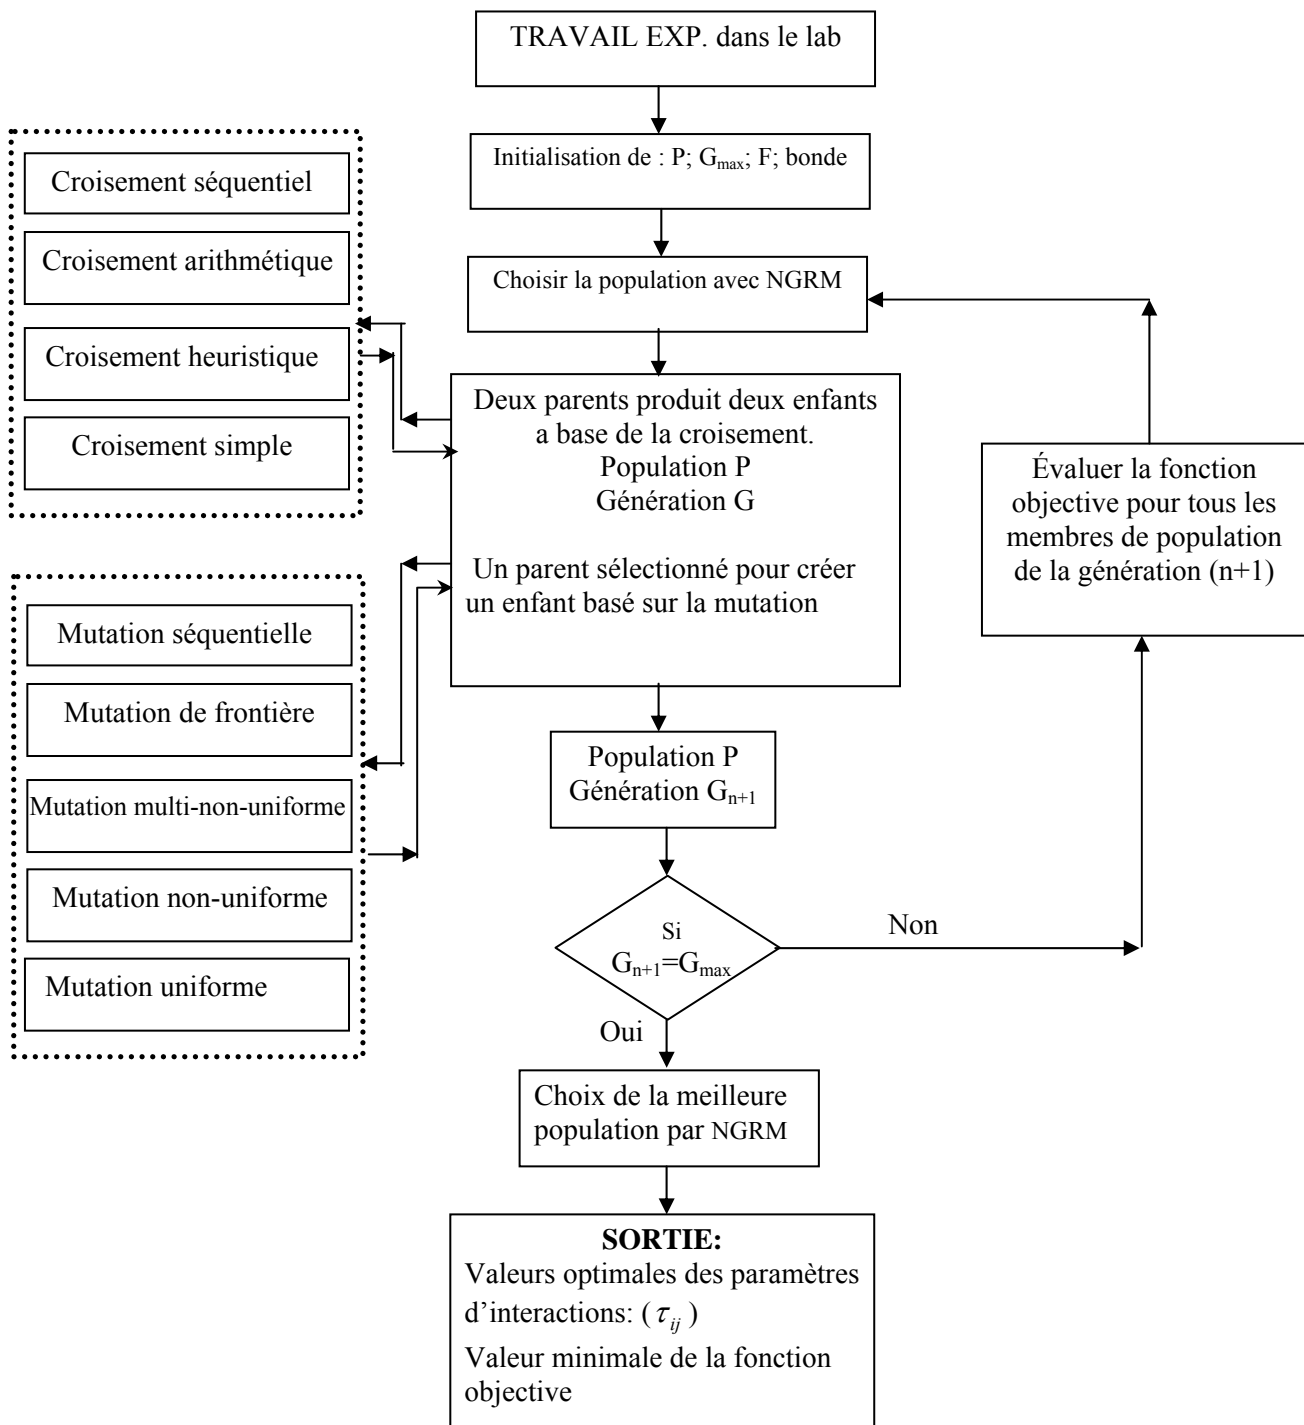 TRAVAIL EXP. dans le lab
Initialisation de : P; Gmax; F; bonde
Choisir la population avec NGRM
Croisement séquentiel
Croisement arithmétique
Croisement heuristique
Croisement simple
Deux parents produit deux enfants
a base de la croisement.
Population P
Génération G
Un parent sélectionné pour créer
un enfant basé sur la mutation
Évaluer la fonction
objective pour tous les
membres de population
de la génération (n+1)
Mutation séquentielle
Mutation de frontière
Mutation multi-non-uniforme
Mutation non-uniforme
Mutation uniforme
Population P
Génération Gn+1
Si
Gn+1=Gmax
Non
Oui
Choix de la meilleure
population par NGRM
SORTIE:
Valeurs optimales des paramètres
d’interactions: (τij)
Valeur minimale de la fonction
objective